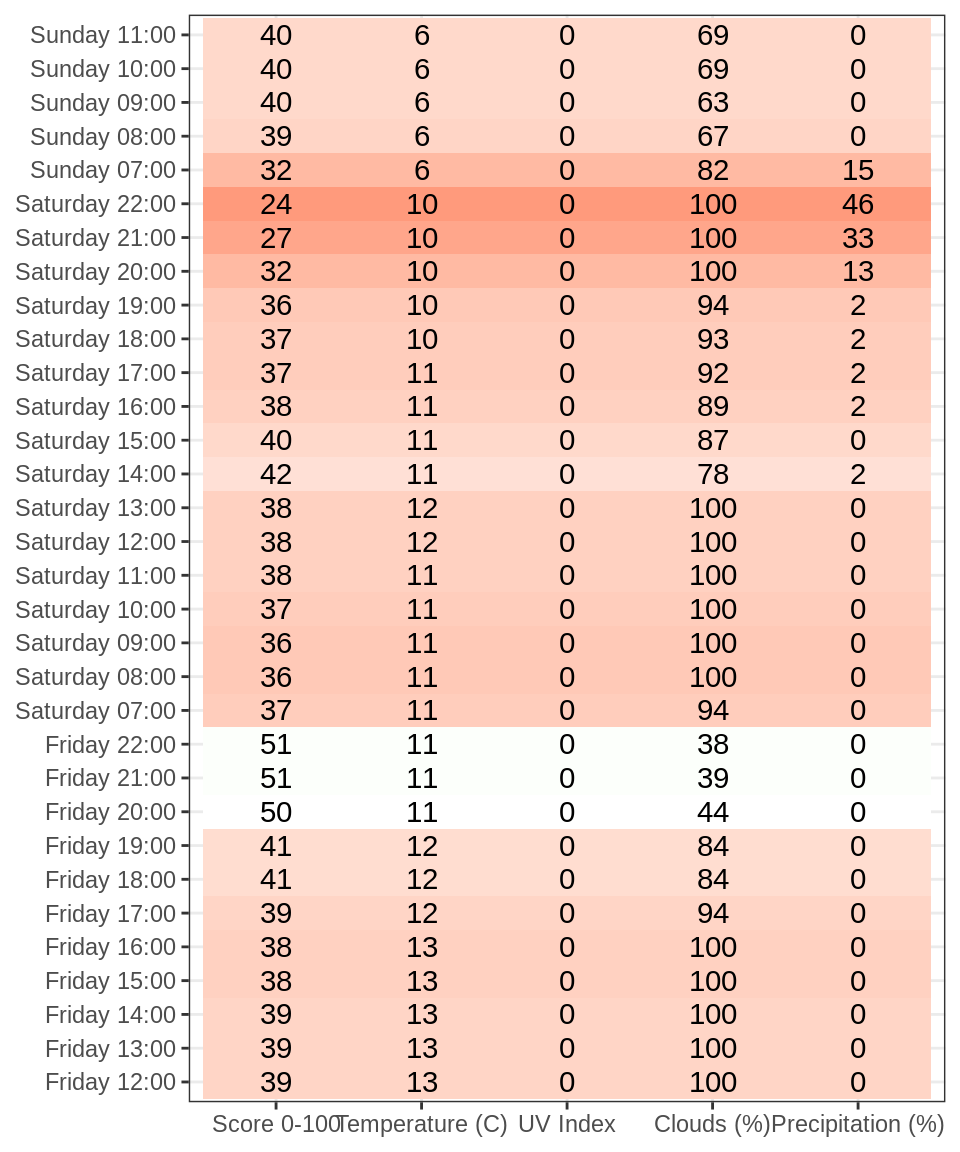 Sunday 11:00 40 6 0 69 0
Sunday 10:00 40 6 0 69 0
Sunday 09:00 40 6 0 63 0
Sunday 08:00 39 6 0 67 0
Sunday 07:00 32 6 0 82 15
Saturday 22:00 24 10 0 100 46
Saturday 21:00 27 10 0 100 33
Saturday 20:00 32 10 0 100 13
Saturday 19:00 36 10 0 94 2
Saturday 18:00 37 10 0 93 2
Saturday 17:00 37 11 0 92 2
Saturday 16:00 38 11 0 89 2
Saturday 15:00 40 11 0 87 0
Saturday 14:00 42 11 0 78 2
Saturday 13:00 38 12 0 100 0
Saturday 12:00 38 12 0 100 0
Saturday 11:00 38 11 0 100 0
Saturday 10:00 37 11 0 100 0
Saturday 09:00 36 11 0 100 0
Saturday 08:00 36 11 0 100 0
Saturday 07:00 37 11 0 94 0
Friday 22:00 51 11 0 38 0
Friday 21:00 51 11 0 39 0
Friday 20:00 50 11 0 44 0
Friday 19:00 41 12 0 84 0
Friday 18:00 41 12 0 84 0
Friday 17:00 39 12 0 94 0
Friday 16:00 38 13 0 100 0
Friday 15:00 38 13 0 100 0
Friday 14:00 39 13 0 100 0
Friday 13:00 39 13 0 100 0
Friday 12:00 39 13 0 100 0
Score 0-100 Temperature (C) UV Index Clouds (%) Precipitation (%)